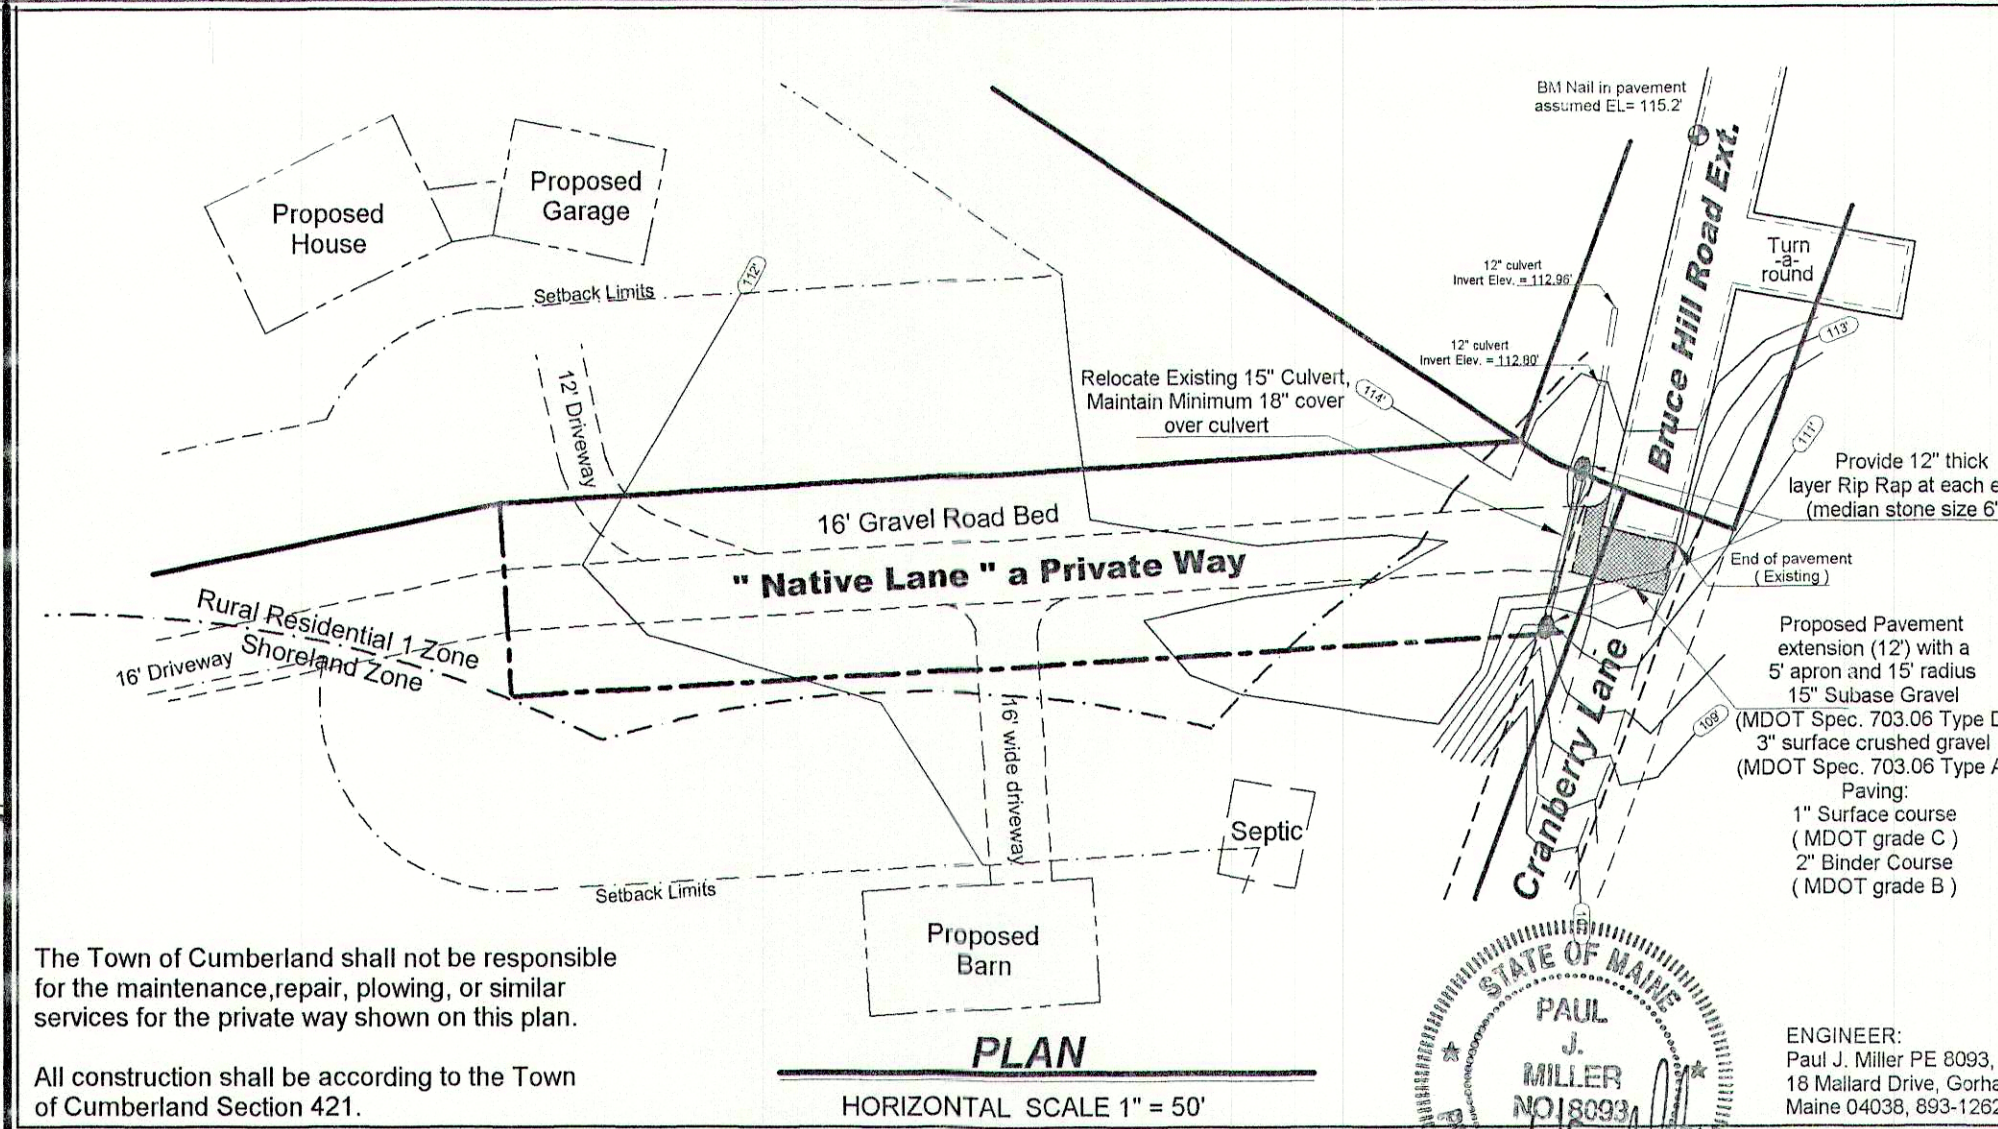 BM Nail in pavement
assumed EL= 115.2'
Bruce Hill Road Ext.
Turn
-a-
round
Proposed
House
Proposed
Garage
Setback Limits
112'
12" culvert
Invert Elev. = 112.96'
12" culvert
Invert Elev. = 112.80'
113'
114'
111'
Relocate Existing 15" Culvert,
Maintain Minimum 18" cover
over culvert
12' Driveway
Provide 12" thick
layer Rip Rap at each
(median stone size 6"
16' Gravel Road Bed
" Native Lane " a Private Way
End of pavement
( Existing )
Rural Residential 1 Zone
Shoreland Zone
16' Driveway
Proposed Pavement
extension (12') with a
5' apron and 15' radius
15" Subase Gravel
(MDOT Spec. 703.06 Type D
3" surface crushed gravel
(MDOT Spec. 703.06 Type A
Paving:
1" Surface course
( MDOT grade C )
2" Binder Course
( MDOT grade B )
109'
Cranberry Lane
16' wide driveway
Septic
Setback Limits
Proposed
Barn
The Town of Cumberland shall not be responsible
for the maintenance,repair, plowing, or similar
services for the private way shown on this plan.
All construction shall be according to the Town
of Cumberland Section 421.
PLAN
HORIZONTAL SCALE 1" = 50'
STATE OF MAINE
PAUL
J.
MILLER
NO. 8093
ENGINEER:
Paul J. Miller PE 8093,
18 Mallard Drive, Gorha
Maine 04038, 893-1262